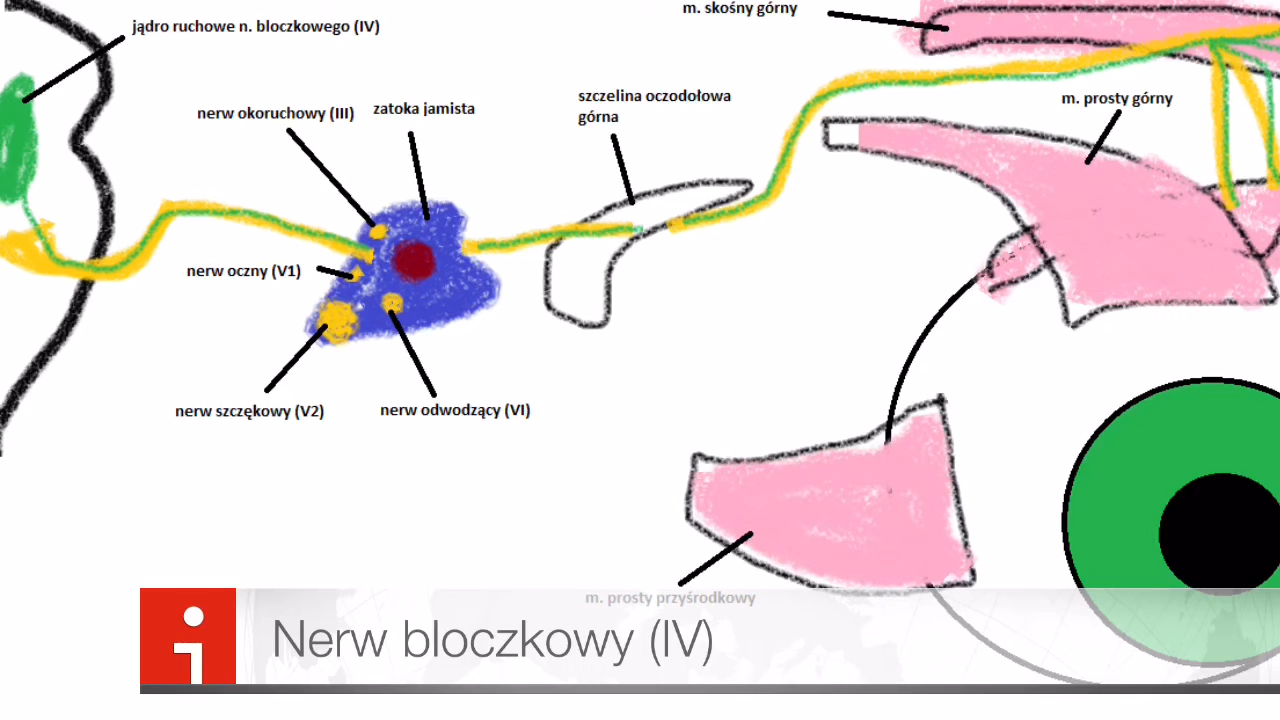 m. skośny górny
jądro ruchowe n. bloczkowego (IV)
szczelina oczodołowa
górna
m. prosty górny
nerw okoruchowy (III)
zatoka jamista
nerw oczny (V1)
nerw szczękowy (V2)
nerw odwodzący (VI)
m. prosty przyśrodkowy
Nerw bloczkowy (IV)